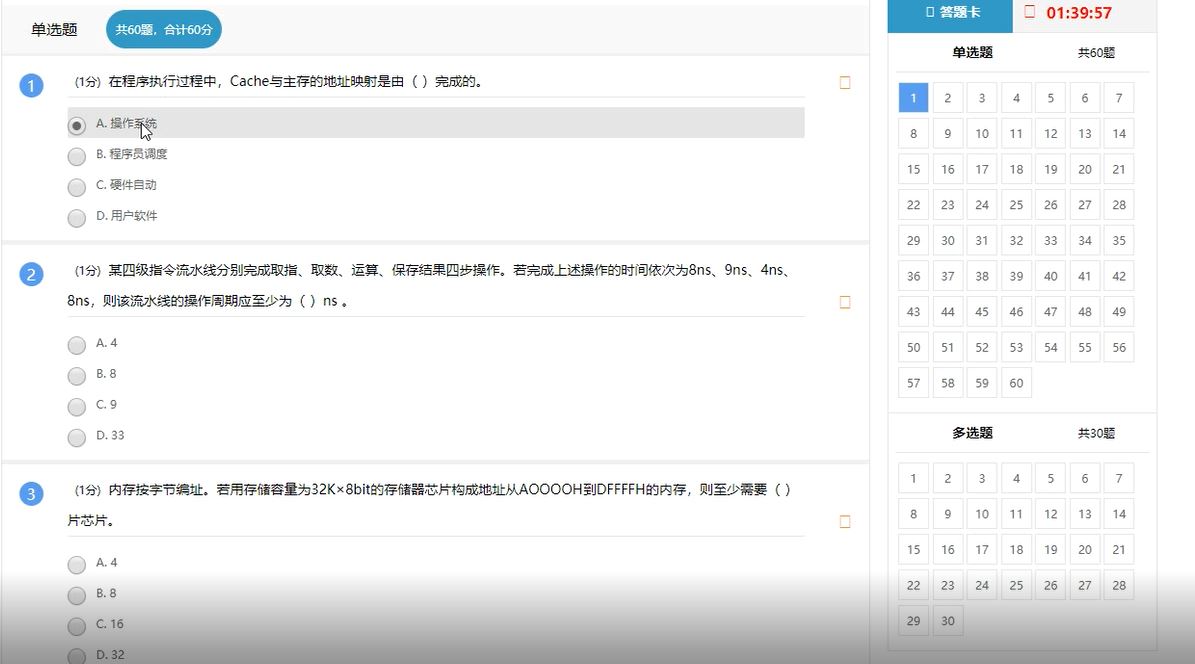 单选题
共60题，合计60分
1
（1分）在程序执行过程中，Cache与主存的地址映射是由（ ）完成的。
A. 操作系统
B. 程序员调度
C. 硬件自动
D. 用户软件
2
（1分）某四级指令流水线分别完成取指、取数、运算、保存结果四步操作。若完成上述操作的时间依次为8ns、9ns、4ns、
8ns，则该流水线的操作周期应至少为（ ）ns 。
A. 4
B. 8
C. 9
D. 33
3
（1分）内存按字节编址。若用存储容量为32K×8bit的存储器芯片构成地址从AOOOOH到DFFFFH的内存，则至少需要（ ）
片芯片。
A. 4
B. 8
C. 16
D. 32
答题卡
01:39:57
单选题 共60题
1 2 3 4 5 6 7
8 9 10 11 12 13 14
15 16 17 18 19 20 21
22 23 24 25 26 27 28
29 30 31 32 33 34 35
36 37 38 39 40 41 42
43 44 45 46 47 48 49
50 51 52 53 54 55 56
57 58 59 60
多选题 共30题
1 2 3 4 5 6 7
8 9 10 11 12 13 14
15 16 17 18 19 20 21
22 23 24 25 26 27 28
29 30